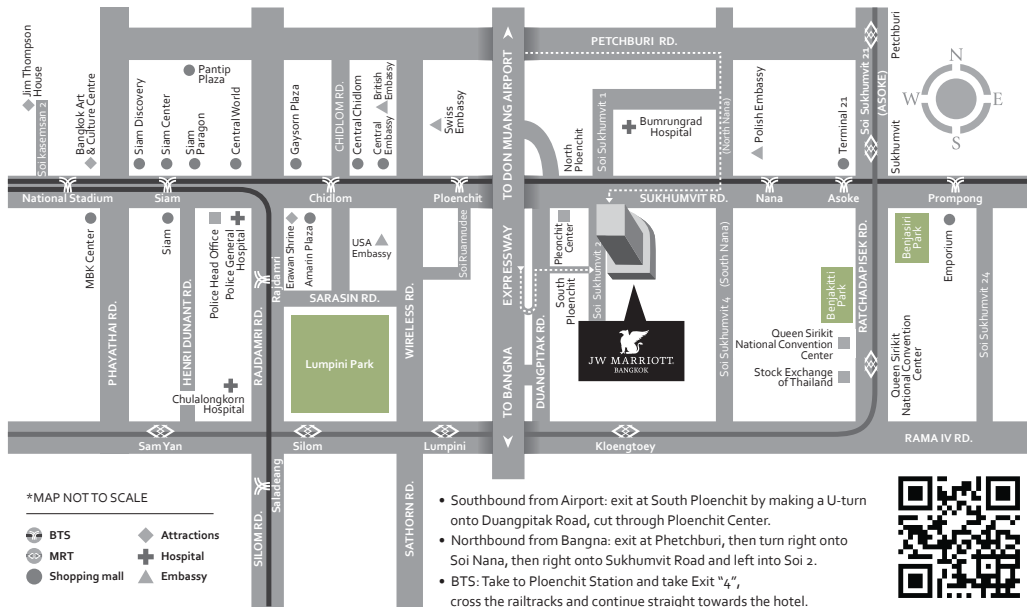 PETCHBURI RD.
Petchburi
Soi Sukhumvit 21
(ASOKE)
Sukhumvit
N
W
E
S
Jim Thompson
House
Soi kasemsan 2
Bangkok Art
& Culture Centre
Siam Discovery
Siam Center
Pantip
Plaza
Siam
Paragon
Central World
Gaysorn Plaza
CHIDLOM RD.
Central Chidlom
Central
Embassy
British
Embassy
Swiss
Embassy
TO DON MUANG AIRPORT
North
Ploenchit
Soi Sukhumvit 1
Bumrungrad
Hospital
(North Nana)
Polish Embassy
Terminal 21
National Stadium
Siam
Chidlom
Ploenchit
SUKHUMVIT RD.
Nana
Asoke
Prompong
MBK Center
Siam
Police Head Office
Police General
Hospital
Rajdamri
Erawan Shrine
Amarin Plaza
USA
Embassy
Soi Ruamrudee
EXPRESSWAY
Plenchit
Center
Soi Sukhumvit 2
South
Ploenchit
(South Nana)
Soi Sukhumvit 4
Benjakitti
Park
RATCHADAPISEK RD.
Benjasiri
Park
Emporium
Soi Sukhumvit 24
PHAYATHAI RD.
HENRI DUNANT RD.
RAJDAMRI RD.
SARASIN RD.
WIRELESS RD.
Lumpini Park
TO BANGNA
DUANGPITAK RD.
JW MARRIOTT
BANGKOK
Queen Sirikit
National Convention
Center
Stock Exchange
of Thailand
Queen Sirikit
National Convention
Center
Chulalongkorn
Hospital
Sam Yan
Silom
Lumpini
Kloengtoey
RAMA IV RD.
Saladeang
SILOM RD.
SATHORN RD.
*MAP NOT TO SCALE
BTS
Attractions
MRT
Hospital
Shopping mall
Embassy
• Southbound from Airport: exit at South Ploenchit by making a U-turn
onto Duangpitak Road, cut through Ploenchit Center.
• Northbound from Bangna: exit at Phetchburi, then turn right onto
Soi Nana, then right onto Sukhumvit Road and left into Soi 2.
• BTS: Take to Ploenchit Station and take Exit “4”,
cross the railtracks and continue straight towards the hotel.